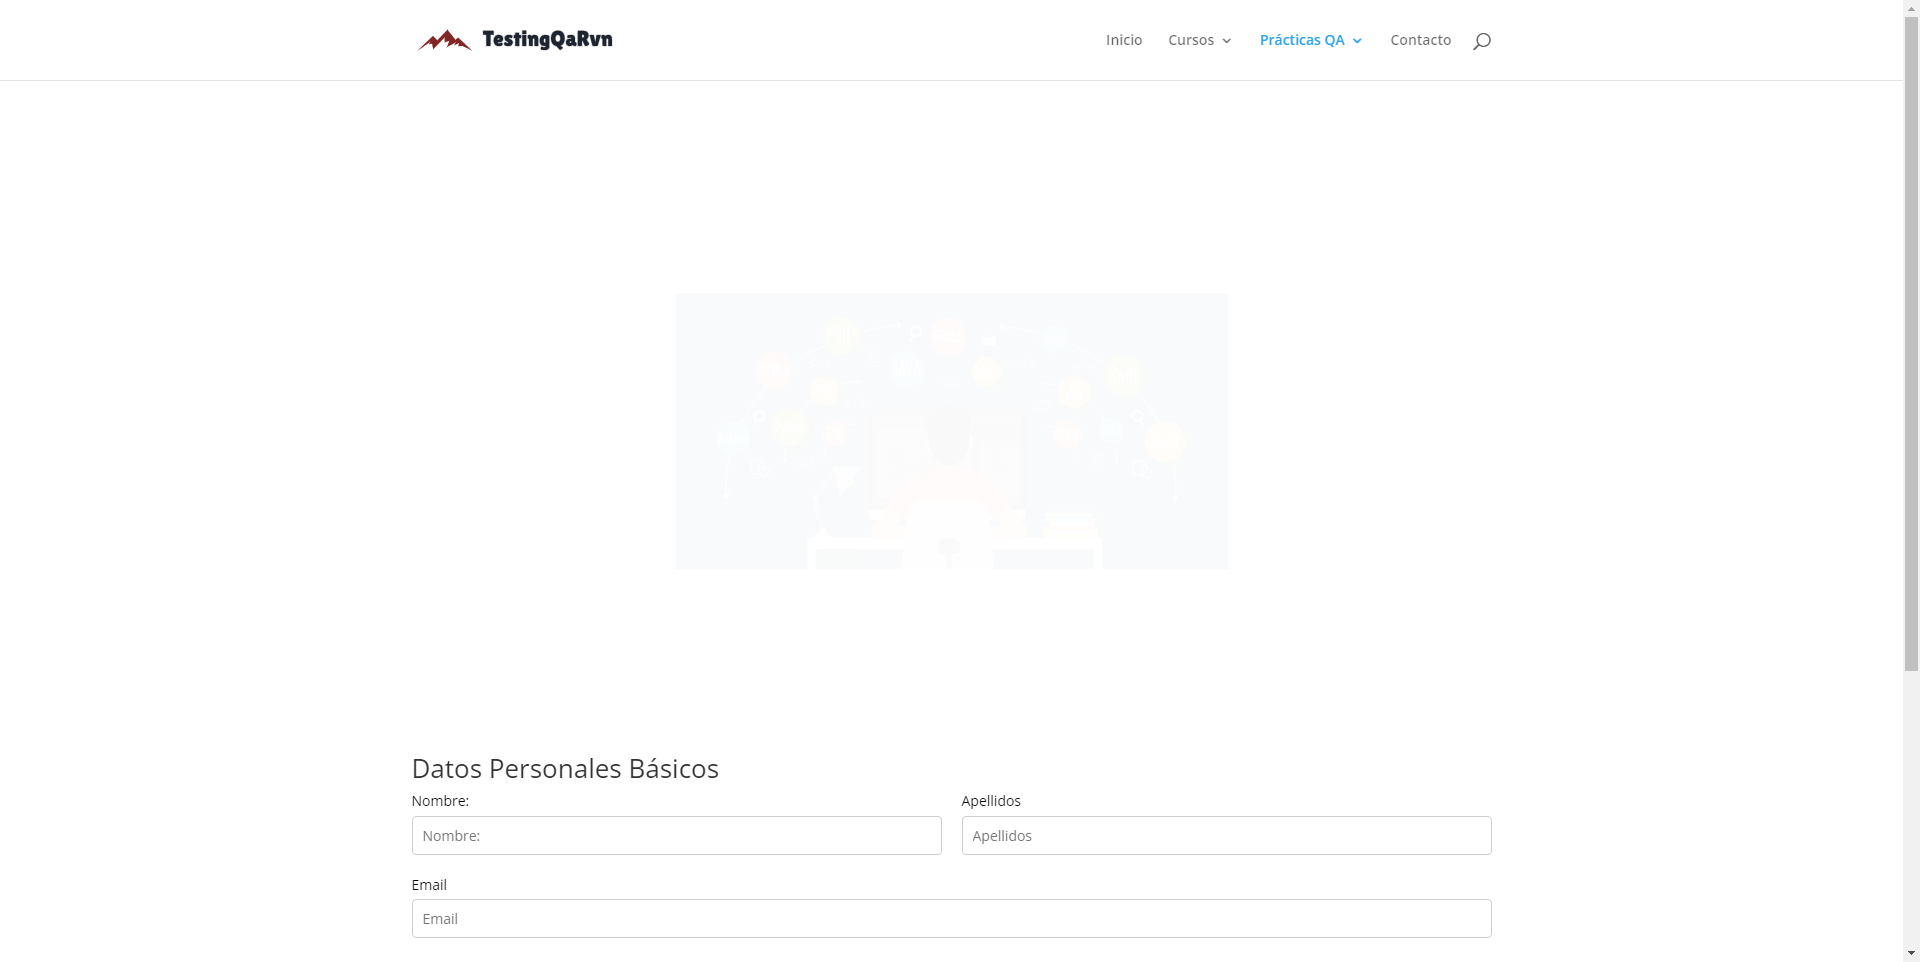 TestingQaRvn
Inicio Cursos Prácticas QA Contacto
Datos Personales Básicos
Nombre: Apellidos
Nombre: Apellidos
Email
Email